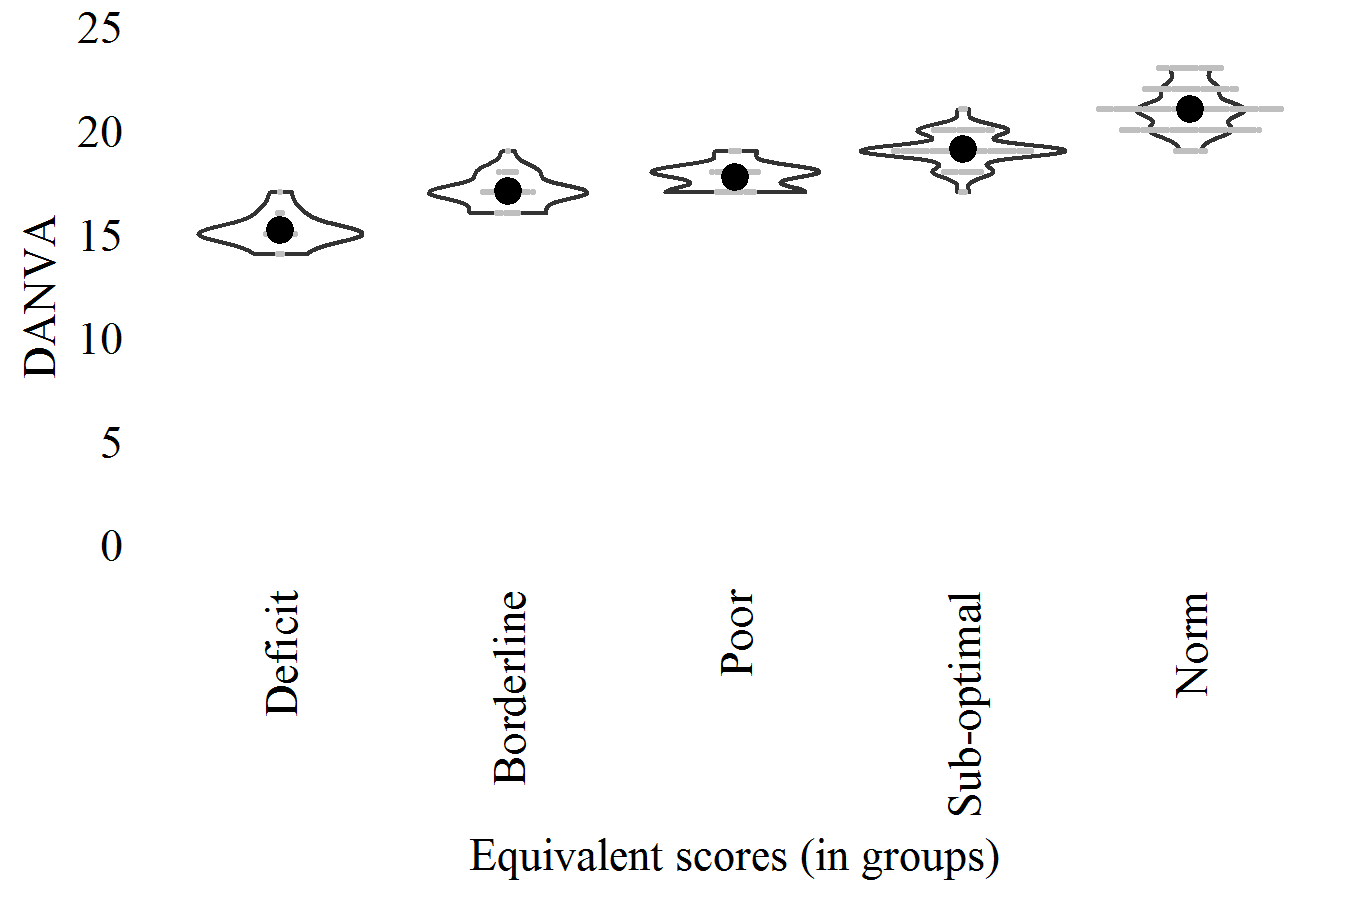 25
20
15
10
5
0
DANVA
Deficit
Borderline
Poor
Sub-optimal
Norm
Equivalent scores (in groups)